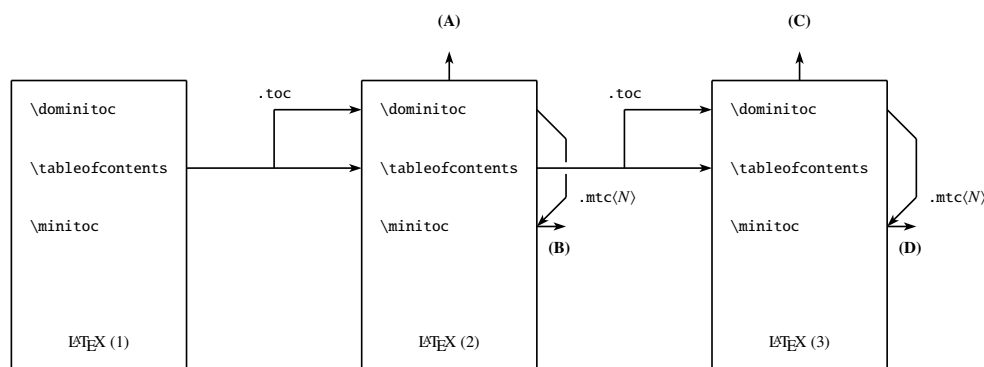 (A) (C)
.toc .toc
\dominitoc \dominitoc \dominitoc
\tableofcontents \tableofcontents \tableofcontents
.mtc⟨N⟩ .mtc⟨N⟩
\minitoc \minitoc \minitoc
(B) (D)
LATEX (1) LATEX (2) LATEX (3)